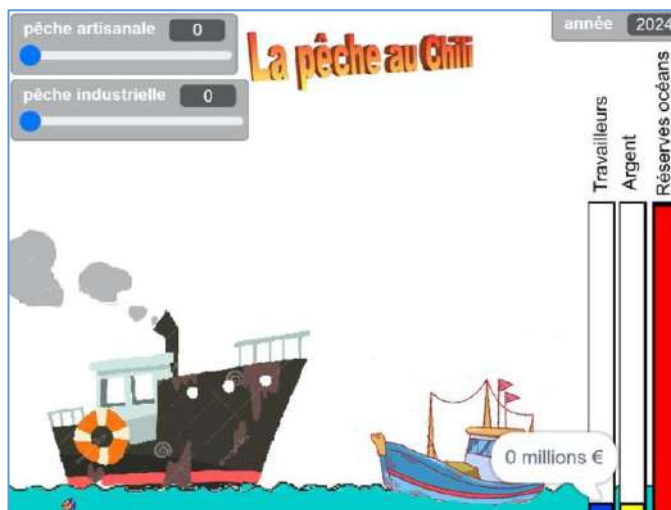 pêche artisanale 0
La pêche au Chili
année 2024
pêche industrielle 0
Travailleurs
Argent
Réserves océans
0 millions €